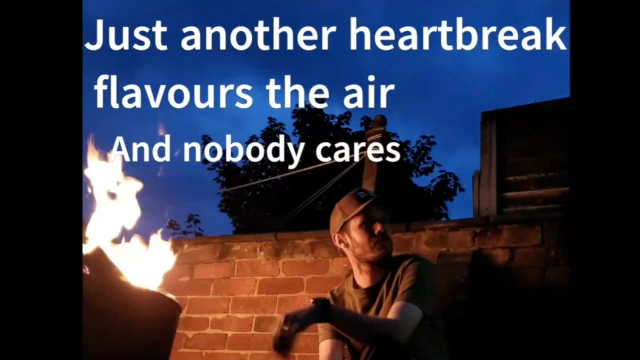 Just another heartbreak
flavours the air
And nobody cares